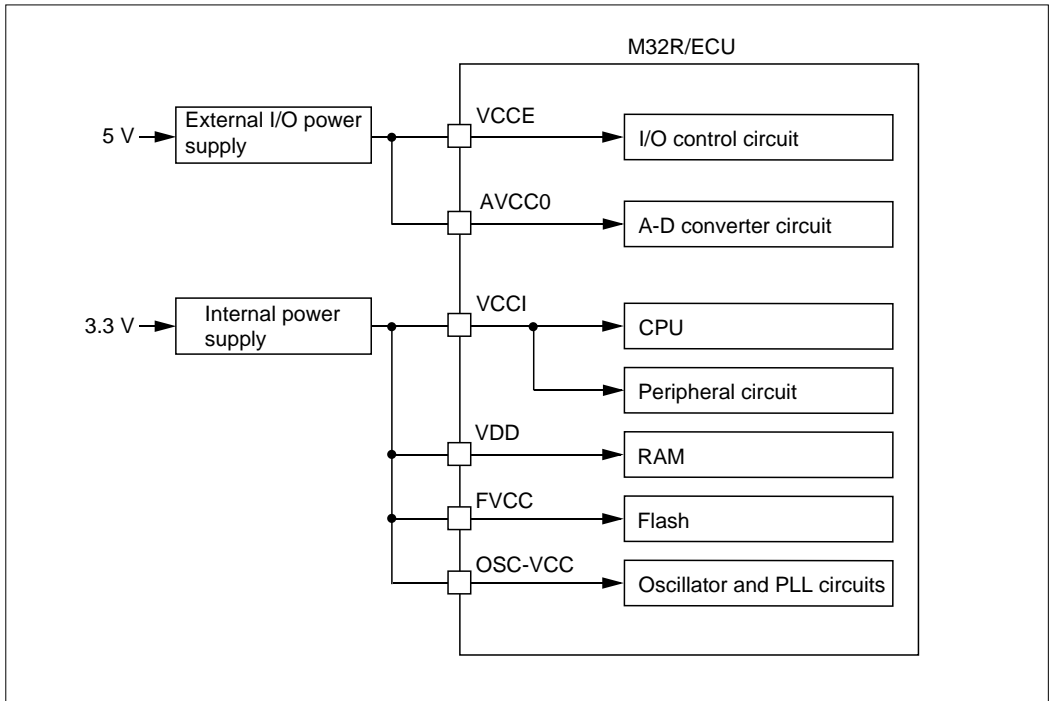 M32R/ECU
5 V
External I/O power
supply
VCCE
I/O control circuit
AVCC0
A-D converter circuit
3.3 V
Internal power
supply
VCCI
CPU
Peripheral circuit
VDD
RAM
FVCC
Flash
OSC-VCC
Oscillator and PLL circuits